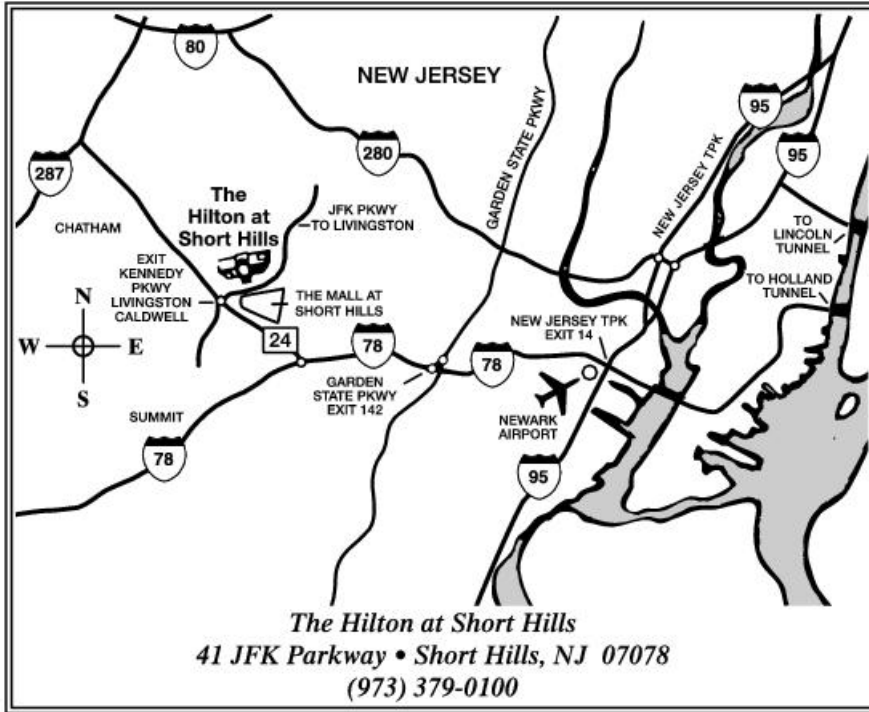 80
NEW JERSEY
95
287
280
GARDEN STATE PKWY
NEW JERSEY TPK
95
The
Hilton at
Short Hills
JFK PKWY
TO LIVINGSTON
CHATHAM
TO
LINCOLN
TUNNEL
EXIT
KENNEDY
PKWY
LIVINGSTON
CALDWELL
THE MALL AT
SHORT HILLS
TO HOLLAND
TUNNEL
N
W
E
S
24
78
NEW JERSEY TPK
EXIT 14
78
GARDEN
STATE PKWY
EXIT 142
SUMMIT
NEWARK
AIRPORT
78
95
The Hilton at Short Hills
41 JFK Parkway • Short Hills, NJ 07078
(973) 379-0100